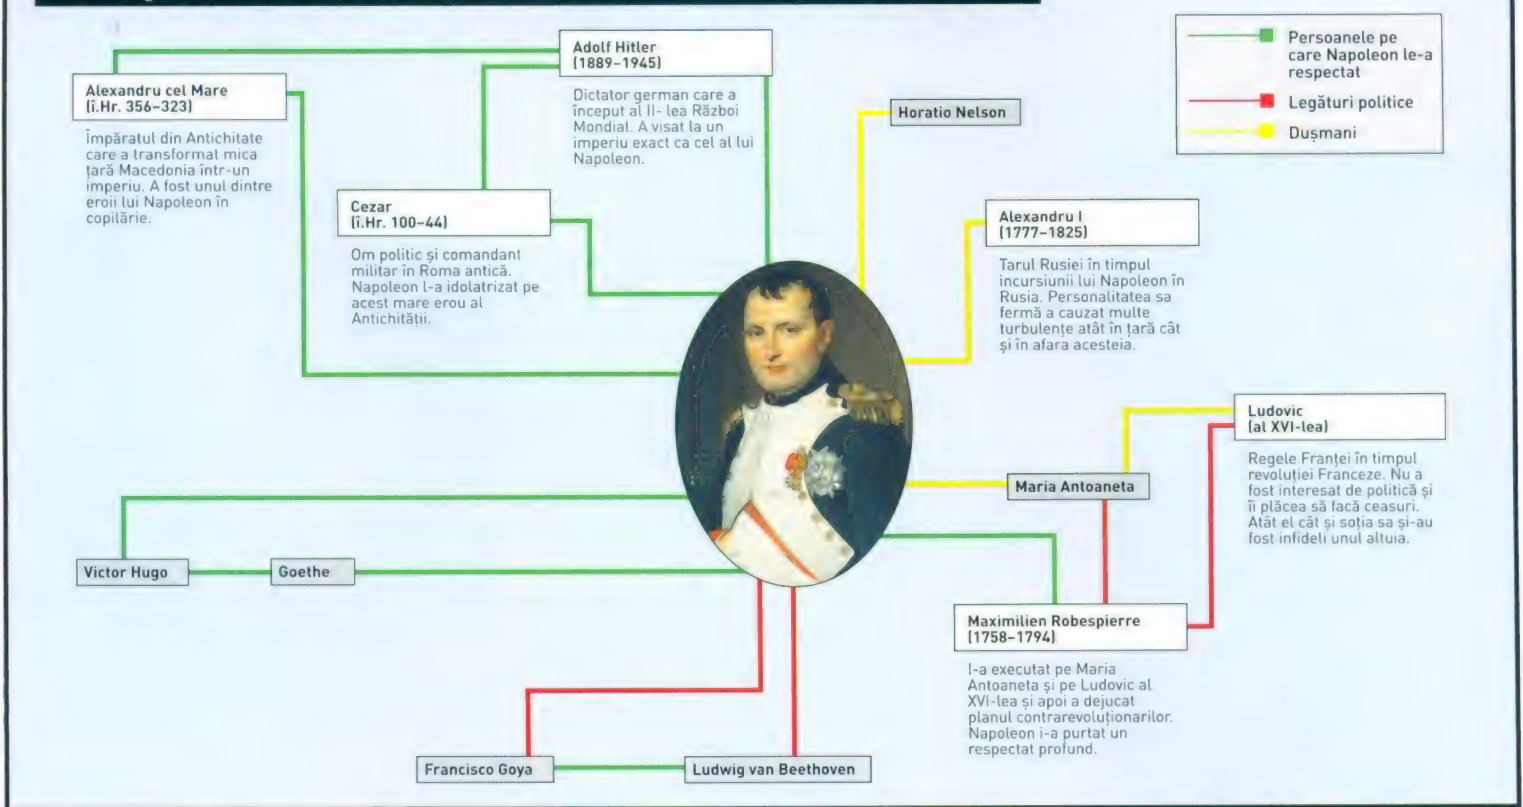 Adolf Hitler
(1889–1945)
Dictator german care a
început al II- lea Război
Mondial. A visat la un
imperiu exact ca cel al lui
Napoleon.
Alexandru cel Mare
(î.Hr. 356–323)
Împăratul din Antichitate
care a transformat mica
țară Macedonia într-un
imperiu. A fost unul dintre
eroii lui Napoleon în
copilărie.
Cezar
(î.Hr. 100–44)
Om politic și comandant
militar în Roma antică.
Napoleon l-a idolatrizat pe
acest mare erou al
Antichității.
Horatio Nelson
Persoanele pe
care Napoleon le-a
respectat
Legături politice
Dușmani
Alexandru I
(1777–1825)
Tarul Rusiei în timpul
incursiunii lui Napoleon în
Rusia. Personalitatea sa
fermă a cauzat multe
turbulențe atât în țară cât
și în afara acesteia.
Ludovic
(al XVI-lea)
Regele Franței în timpul
revoluției Franceze. Nu a
fost interesat de politică și
îi plăcea să facă ceasuri.
Atât el cât și soția sa și-au
fost infideli unul altuia.
Maria Antoaneta
Victor Hugo
Goethe
Maximilien Robespierre
(1758–1794)
I-a executat pe Maria
Antoaneta și pe Ludovic al
XVI-lea și apoi a dejucat
planul contrarevoluționarilor.
Napoleon i-a purtat un
respectat profund.
Francisco Goya
Ludwig van Beethoven